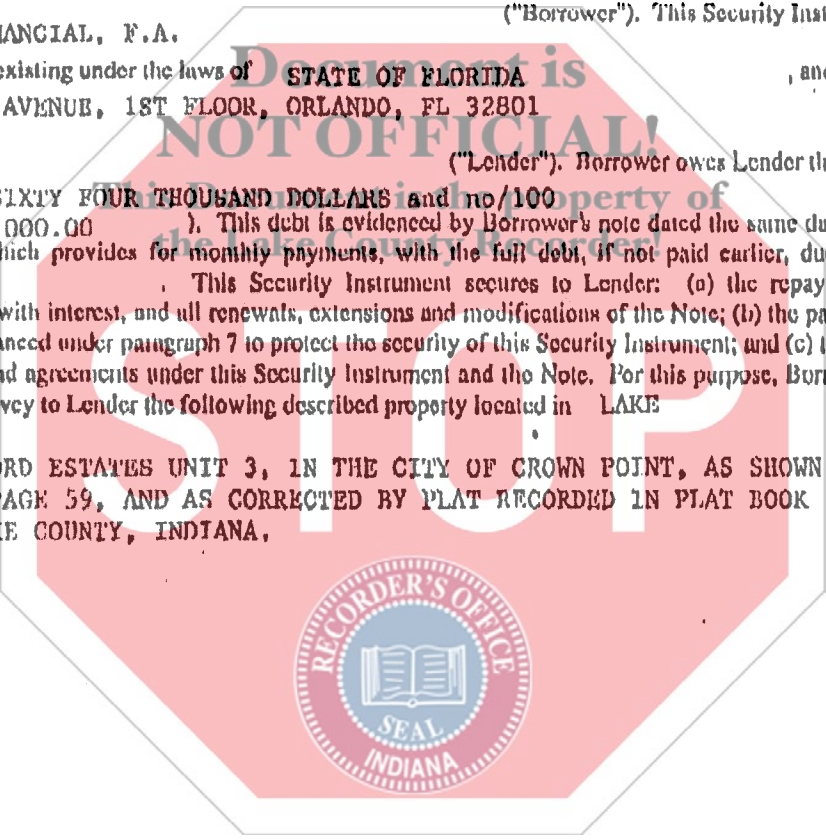 ("Borrower"). This Security Inst
NANCIAL, F.A.
existing under the laws of STATE OF FLORIDA , and
AVENUE, 1ST FLOOR, ORLANDO, FL 32801
Document is
NOT OFFICIAL!
("Lender"). Borrower owes Lender th
SIXTY FOUR THOUSAND DOLLARS and no/100
This Document is the property of
000.00 ). This debt is evidenced by Borrower's note dated the same da
the Lake County Recorder!
hich provides for monthly payments, with the full debt, if not paid earlier, du
. This Security Instrument secures to Lender: (a) the repay
with interest, and all renewals, extensions and modifications of the Note; (b) the pa
anced under paragraph 7 to protect the security of this Security Instrument; and (c) t
nd agreements under this Security Instrument and the Note. For this purpose, Borr
vey to Lender the following described property located in LAKE
STOP
ORD ESTATES UNIT 3, IN THE CITY OF CROWN POINT, AS SHOWN
PAGE 59, AND AS CORRECTED BY PLAT RECORDED IN PLAT BOOK
KE COUNTY, INDIANA.
RECORDER'S OFFICE
SEAL
INDIANA